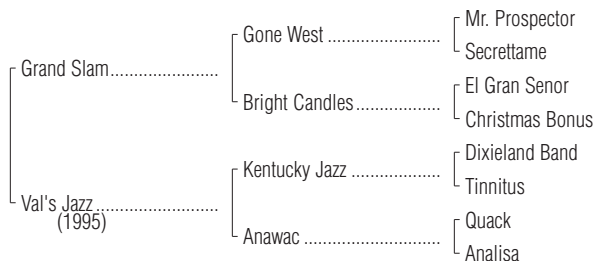 Mr. Prospector
Gone West ........................
Secrettame
Grand Slam.......................
El Gran Senor
Bright Candles..................
Christmas Bonus
Dixieland Band
Kentucky Jazz ...................
Tinnitus
Val's Jazz ..........................
(1995)
Quack
Anawac .............................
Analisa